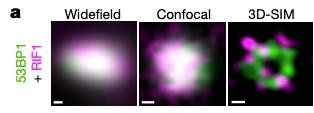 a
Widefield Confocal 3D-SIM
53BP1
+ RIF1